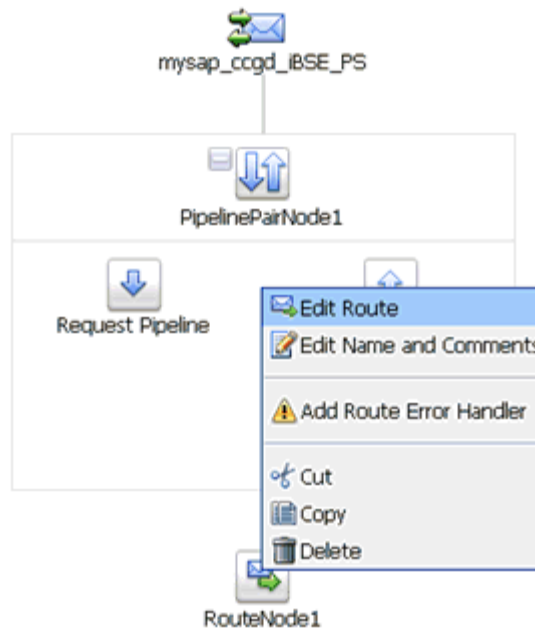 mysap_ccgd_iBSE_PS
PipelinePairNode1
Request Pipeline
Edit Route
Edit Name and Comments
Add Route Error Handler
Cut
Copy
Delete
RouteNode1